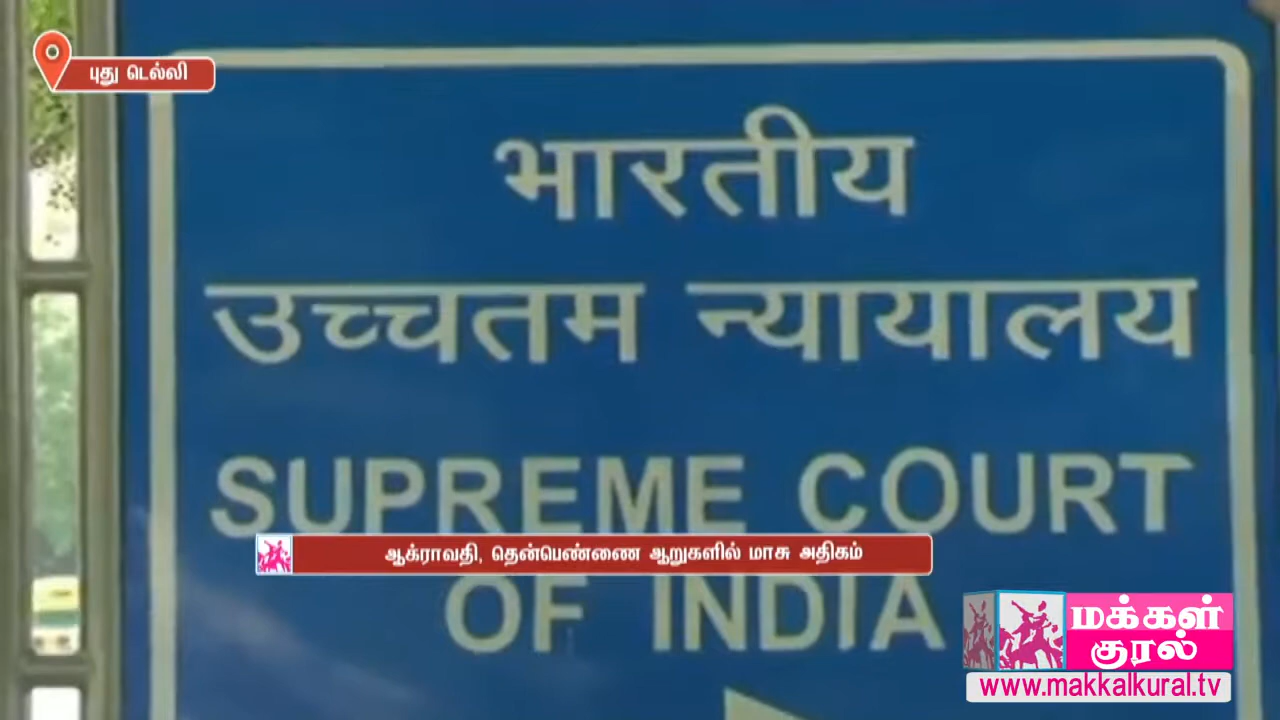 புது டெல்லி
भारतीय
उच्चतम न्यायालय
SUPREME COURT
ஆக்ராவதி, தென்பெண்ணை ஆறுகளில் மாசு அதிகம்
OF INDIA
மக்கள்
குரல்
www.makkalkural.tv